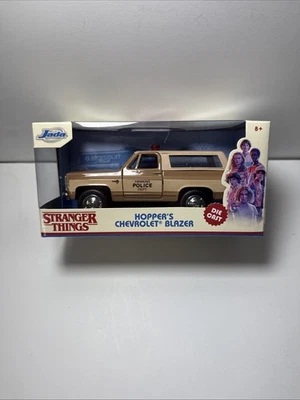 Jada
8+
POLICE
STRANGER
THINGS
HOPPER'S
CHEVROLET® BLAZER
DIE
CAST